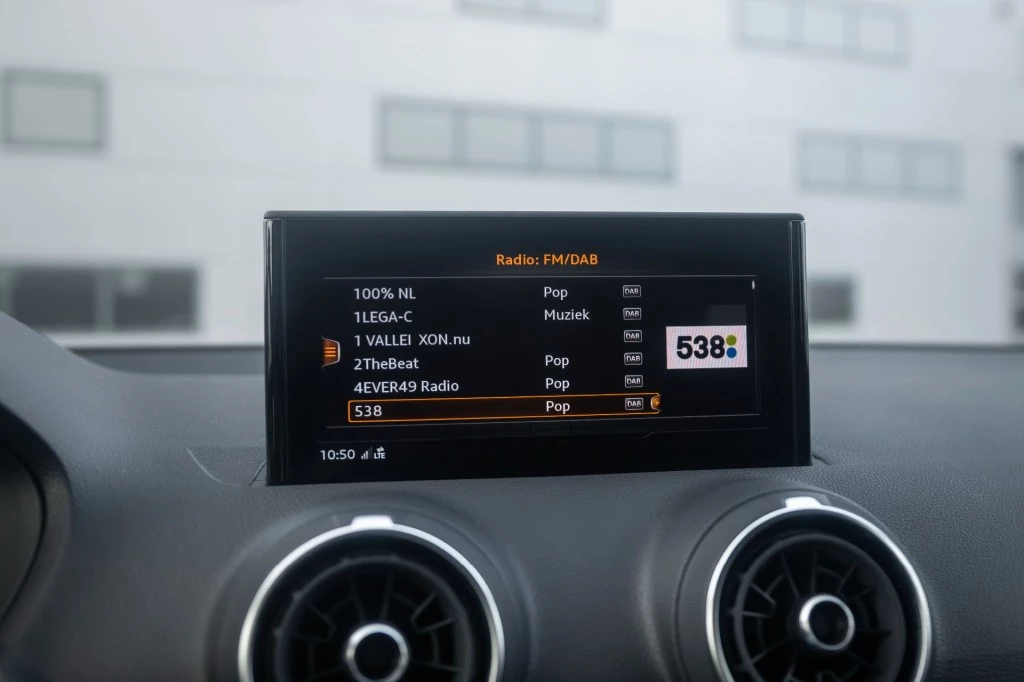 Radio: FM/DAB
100% NL Pop DAB
1LEGA-C Muziek DAB
1 VALLEI XON.nu DAB
2TheBeat Pop DAB
4EVER49 Radio Pop DAB
538 Pop DAB
538
10:50 LTE